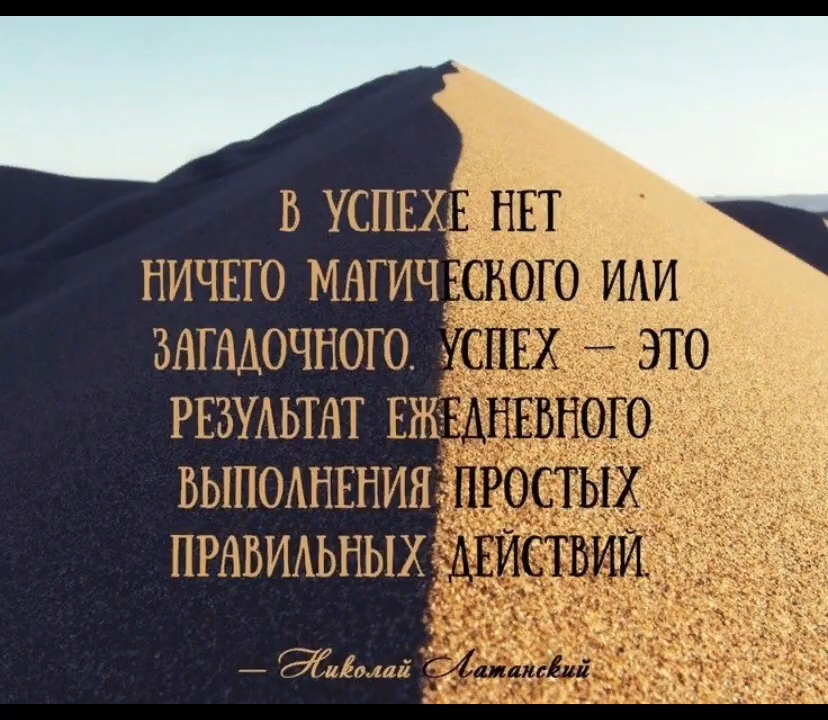 В УСПЕХЕ НЕТ
НИЧЕГО МАГИЧЕСКОГО ИЛИ
ЗАГАДОЧНОГО. УСПЕХ – ЭТО
РЕЗУЛЬТАТ ЕЖЕДНЕВНОГО
ВЫПОЛНЕНИЯ ПРОСТЫХ
ПРАВИЛЬНЫХ ДЕЙСТВИЙ.
– Николай Латанский